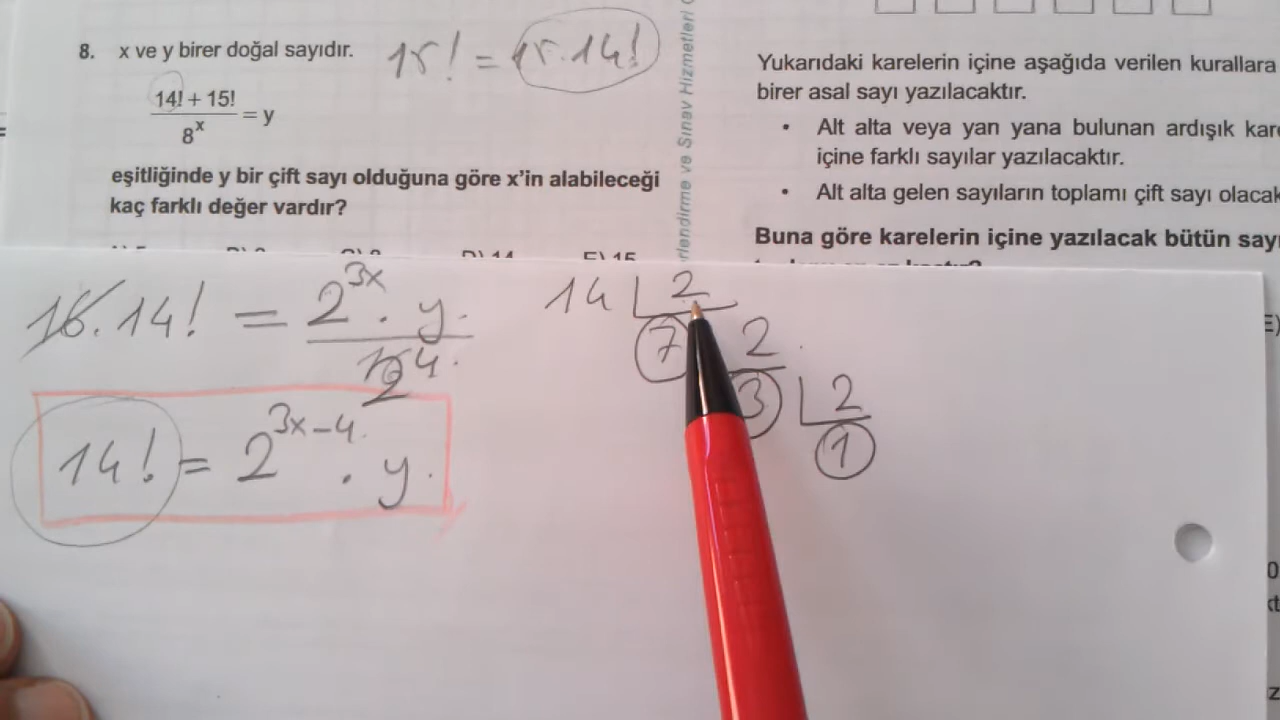 8. x ve y birer doğal sayıdır.
15! = 15.14!
14! + 15!
8^x
= y
eşitliğinde y bir çift sayı olduğuna göre x'in alabileceği
kaç farklı değer vardır?
Yukarıdaki karelerin içine aşağıda verilen kurallara
birer asal sayı yazılacaktır.
• Alt alta veya yan yana bulunan ardışık kar
içine farklı sayılar yazılacaktır.
• Alt alta gelen sayıların toplamı çift sayı olacak
Buna göre karelerin içine yazılacak bütün say
lendirme ve Sınav Hizmetleri
16.14! = 2^3x . y.
2^4.
14! = 2^3x-4 . y.
14 2
7 2
3 2
1